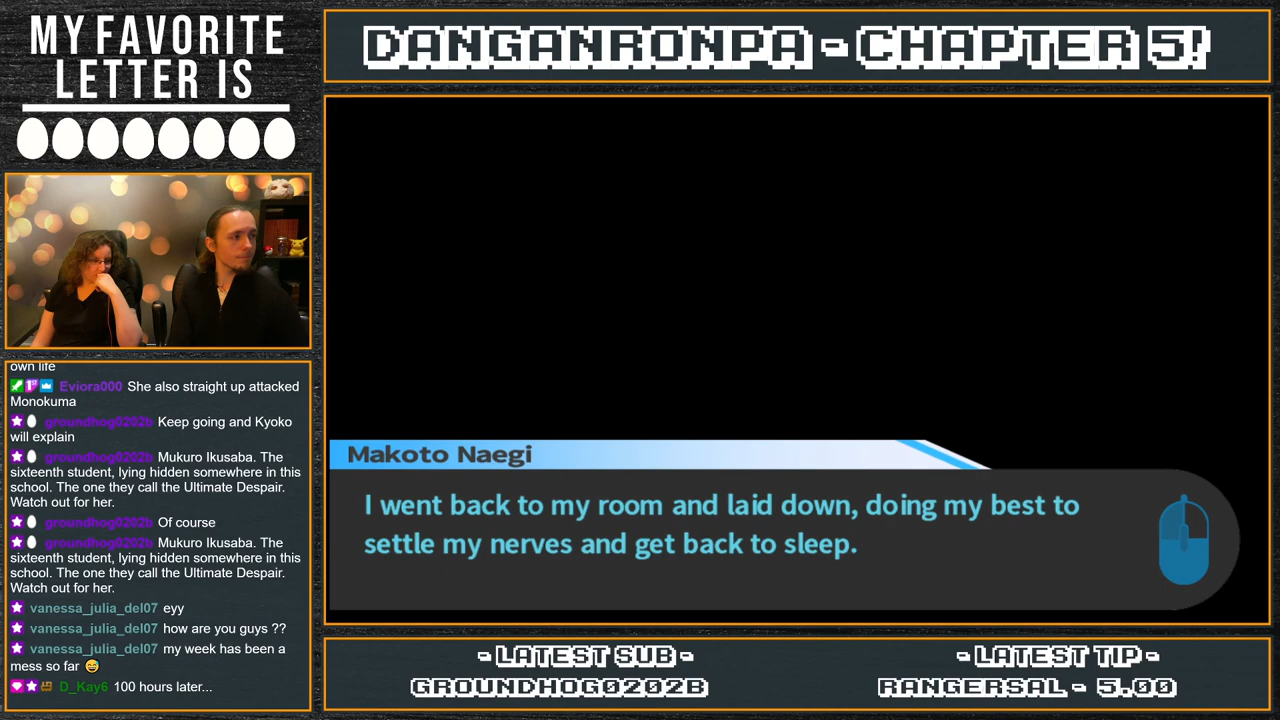 MY FAVORITE
LETTER IS
DANGANRONPA - CHAPTER 5!
own life
Eviora000 She also straight up attacked
Monokuma
groundhog0202b Keep going and Kyoko
will explain
groundhog0202b Mukuro Ikusaba. The
sixteenth student, lying hidden somewhere in this
school. The one they call the Ultimate Despair.
Watch out for her.
groundhog0202b Of course
groundhog0202b Mukuro Ikusaba. The
sixteenth student, lying hidden somewhere in this
school. The one they call the Ultimate Despair.
Watch out for her.
vanessa_julia_del07 eyy
vanessa_julia_del07 how are you guys ??
vanessa_julia_del07 my week has been a
mess so far 😅
D_Kay6 100 hours later...
Makoto Naegi
I went back to my room and laid down, doing my best to
settle my nerves and get back to sleep.
- LATEST SUB -
GROUNDHOG0202B
- LATEST TIP -
RANGERSAL - 5.00